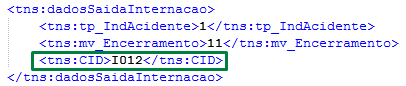 <tns:dadosSaidaInternacao>
<tns:tp_IndAcidente>1</tns:tp_IndAcidente>
<tns:mv_Encerramento>11</tns:mv_Encerramento>
<tns:CID>I012</tns:CID>
</tns:dadosSaidaInternacao>